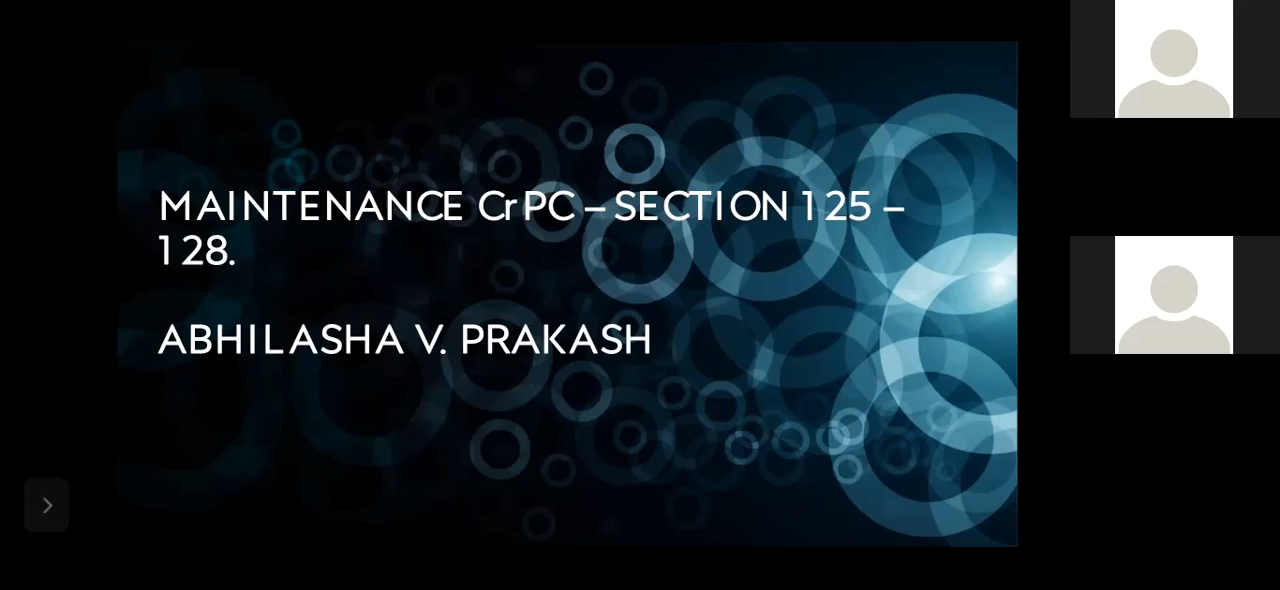 MAINTENANCE CrPC – SECTION 125 –
128.
ABHILASHA V. PRAKASH